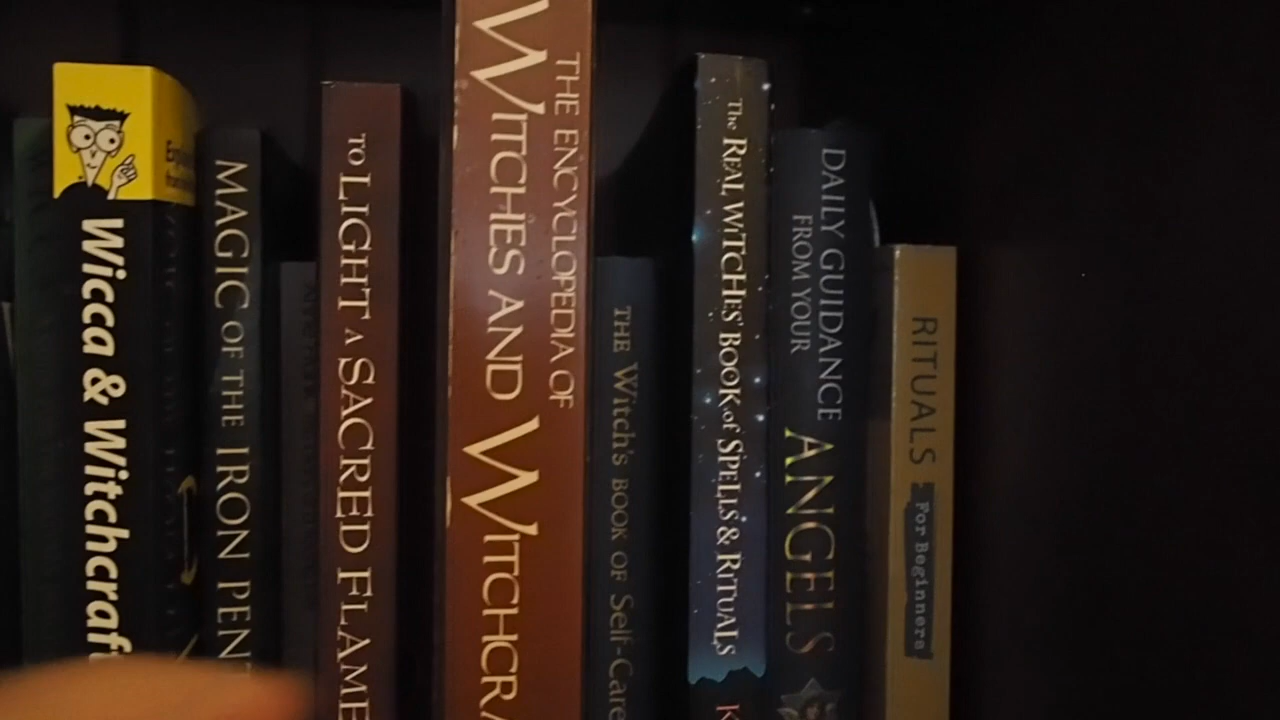 Wicca & Witchcraft
MAGIC OF THE IRON PENT
TO LIGHT A SACRED FLAME
THE ENCYCLOPEDIA OF
WITCHES AND WITCHCRA
THE Witch's BOOK OF Self-Care
The REAL WITCHES' BOOK of SPELLS & RITUALS
K
DAILY GUIDANCE
FROM YOUR
ANGELS
RITUALS For Beginners